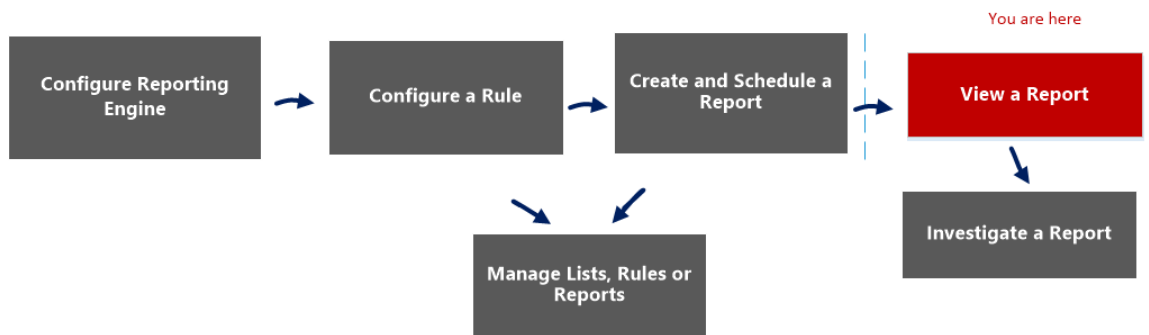 You are here
Configure Reporting
Engine
Configure a Rule
Create and Schedule a
Report
View a Report
Manage Lists, Rules or
Reports
Investigate a Report